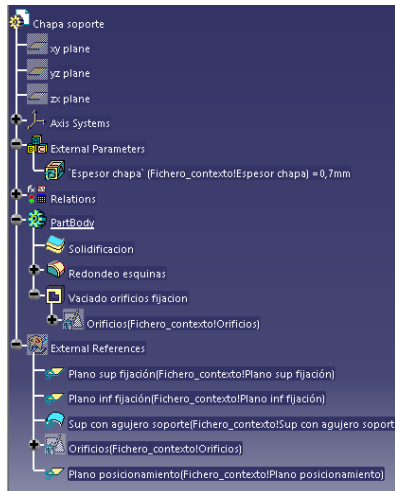 Chapa soporte
xy plane
yz plane
zx plane
Axis Systems
External Parameters
`Espesor chapa` (Fichero_contexto!Espesor chapa) =0,7mm
Relations
PartBody
Solidificacion
Redondeo esquinas
Vaciado orificios fijacion
Orificios(Fichero_contexto!Orificios)
External References
Plano sup fijación(Fichero_contexto!Plano sup fijación)
Plano inf fijación(Fichero_contexto!Plano inf fijación)
Sup con agujero soporte(Fichero_contexto!Sup con agujero soport
Orificios(Fichero_contexto!Orificios)
Plano posicionamiento(Fichero_contexto!Plano posicionamiento)